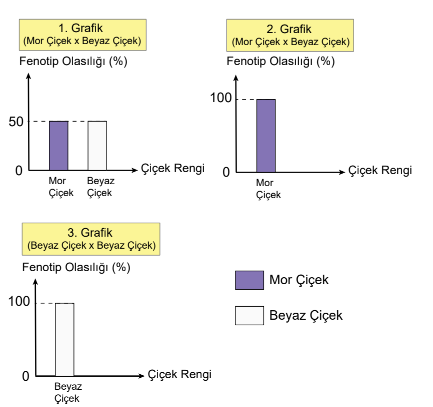 1. Grafik
(Mor Çiçek x Beyaz Çiçek)
Fenotip Olasılığı (%)
50
0
Mor
Çiçek
Beyaz
Çiçek
Çiçek Rengi
2. Grafik
(Mor Çiçek x Beyaz Çiçek)
Fenotip Olasılığı (%)
100
0
Mor
Çiçek
Çiçek Rengi
3. Grafik
(Beyaz Çiçek x Beyaz Çiçek)
Fenotip Olasılığı (%)
100
0
Beyaz
Çiçek
Çiçek Rengi
Mor Çiçek
Beyaz Çiçek